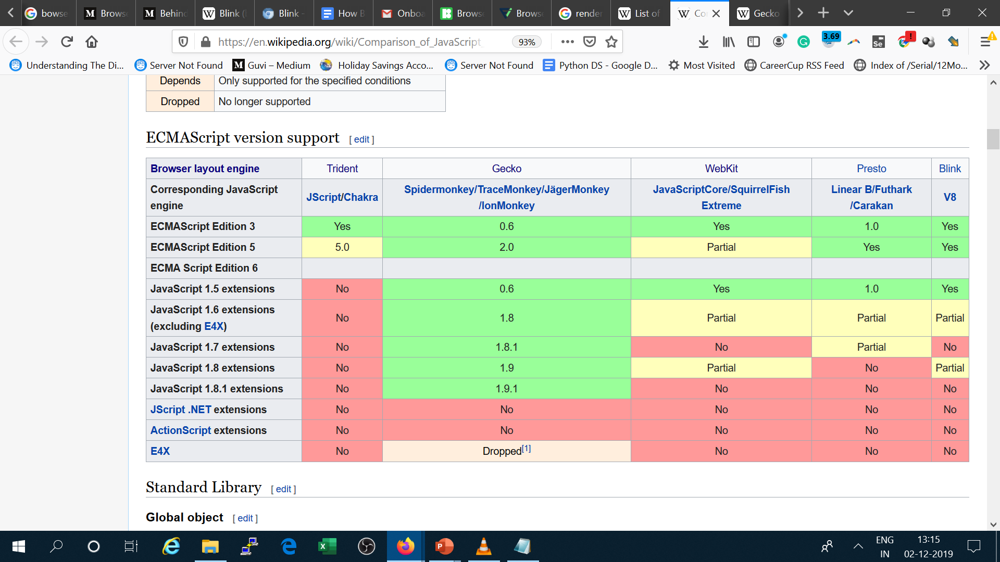 bowse
Browse
Behind
Blink (
Blink -
How B
Onboa
Browse
Browse
render
List of
Co
Gecko
https://en.wikipedia.org/wiki/Comparison_of_JavaScript_
93%
3.69
Se
Understanding The Di...
Server Not Found
Guvi – Medium
Holiday Savings Acco...
Server Not Found
Python DS - Google D...
Most Visited
CareerCup RSS Feed
Index of /Serial/12Mo...
Depends Only supported for the specified conditions
Dropped No longer supported
ECMAScript version support [ edit ]
Browser layout engine Trident Gecko WebKit Presto Blink
Corresponding JavaScript
engine
JScript/Chakra
Spidermonkey/TraceMonkey/JägerMonkey
/IonMonkey
JavaScriptCore/SquirrelFish
Extreme
Linear B/Futhark
/Carakan
V8
ECMAScript Edition 3 Yes 0.6 Yes 1.0 Yes
ECMAScript Edition 5 5.0 2.0 Partial Yes Yes
ECMA Script Edition 6
JavaScript 1.5 extensions No 0.6 Yes 1.0 Yes
JavaScript 1.6 extensions
(excluding E4X)
No 1.8 Partial Partial Partial
JavaScript 1.7 extensions No 1.8.1 No Partial No
JavaScript 1.8 extensions No 1.9 Partial No Partial
JavaScript 1.8.1 extensions No 1.9.1 No No No
JScript .NET extensions No No No No No
ActionScript extensions No No No No No
E4X No Dropped[1] No No No
Standard Library [ edit ]
Global object [ edit ]
ENG
IN
13:15
02-12-2019